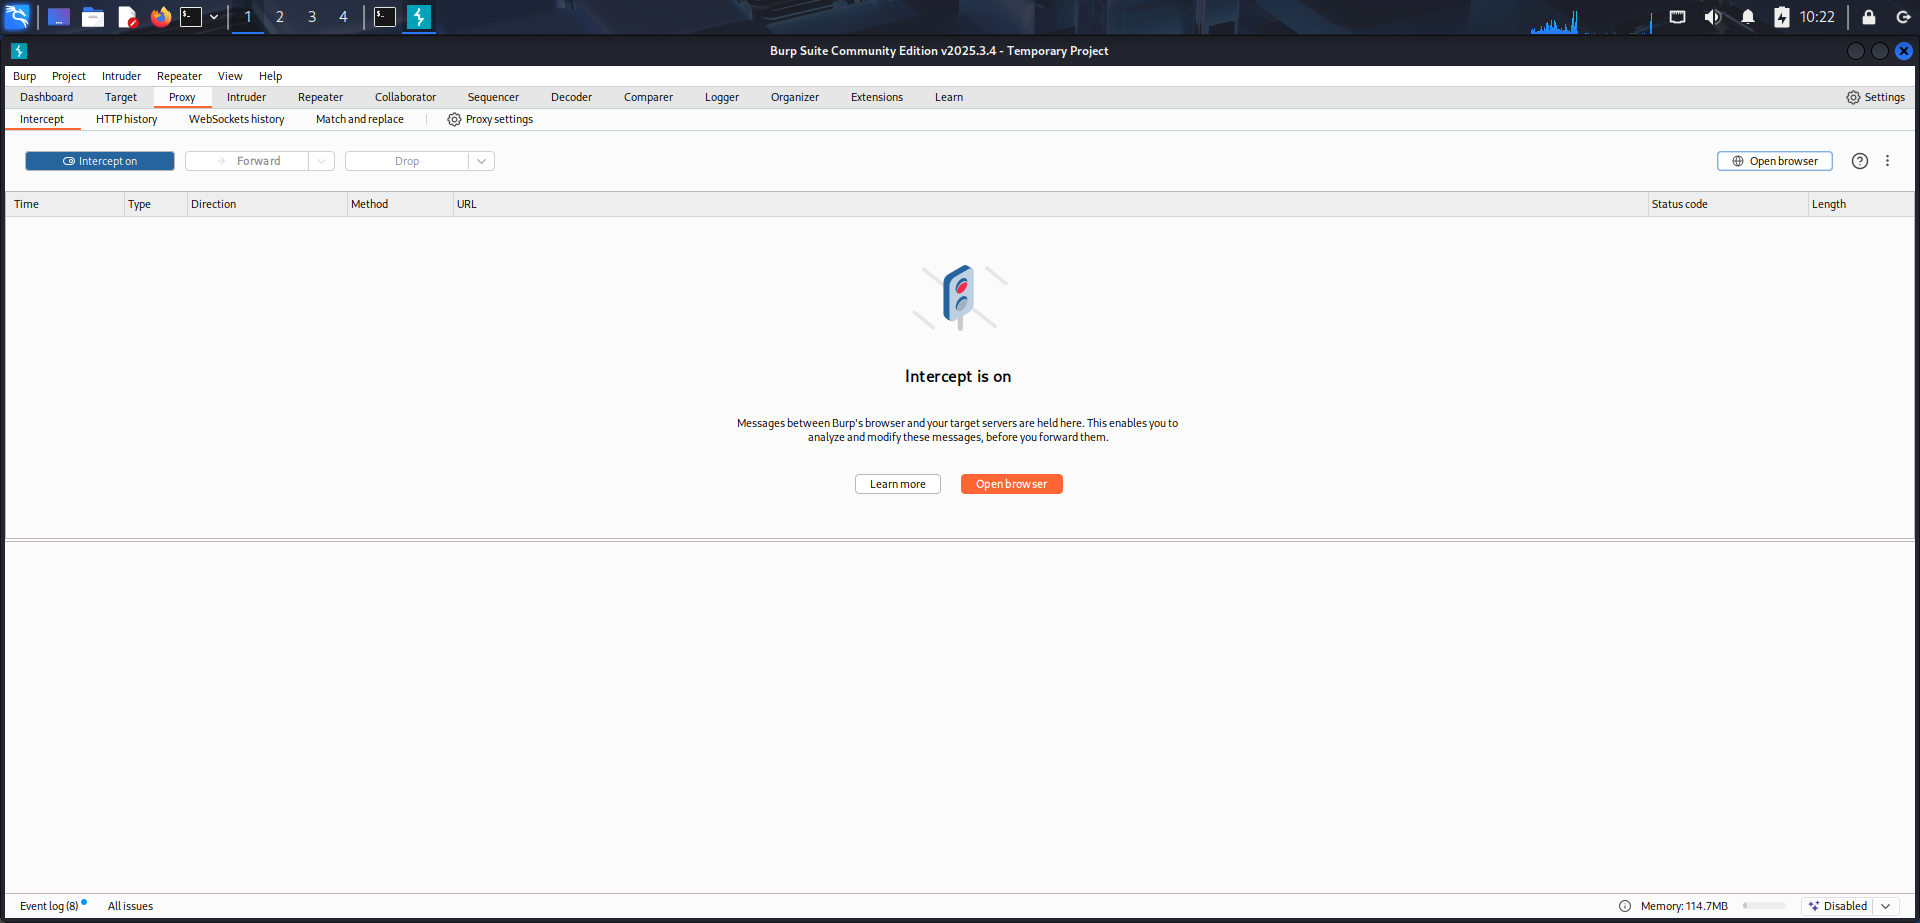 1 2 3 4 10:22
Burp Suite Community Edition v2025.3.4 - Temporary Project
Burp Project Intruder Repeater View Help
Dashboard Target Proxy Intruder Repeater Collaborator Sequencer Decoder Comparer Logger Organizer Extensions Learn Settings
Intercept HTTP history WebSockets history Match and replace Proxy settings
Intercept on Forward Drop Open browser
Time Type Direction Method URL Status code Length
Intercept is on
Messages between Burp's browser and your target servers are held here. This enables you to
analyze and modify these messages, before you forward them.
Learn more Open browser
Event log (8) All issues Memory: 114.7MB Disabled